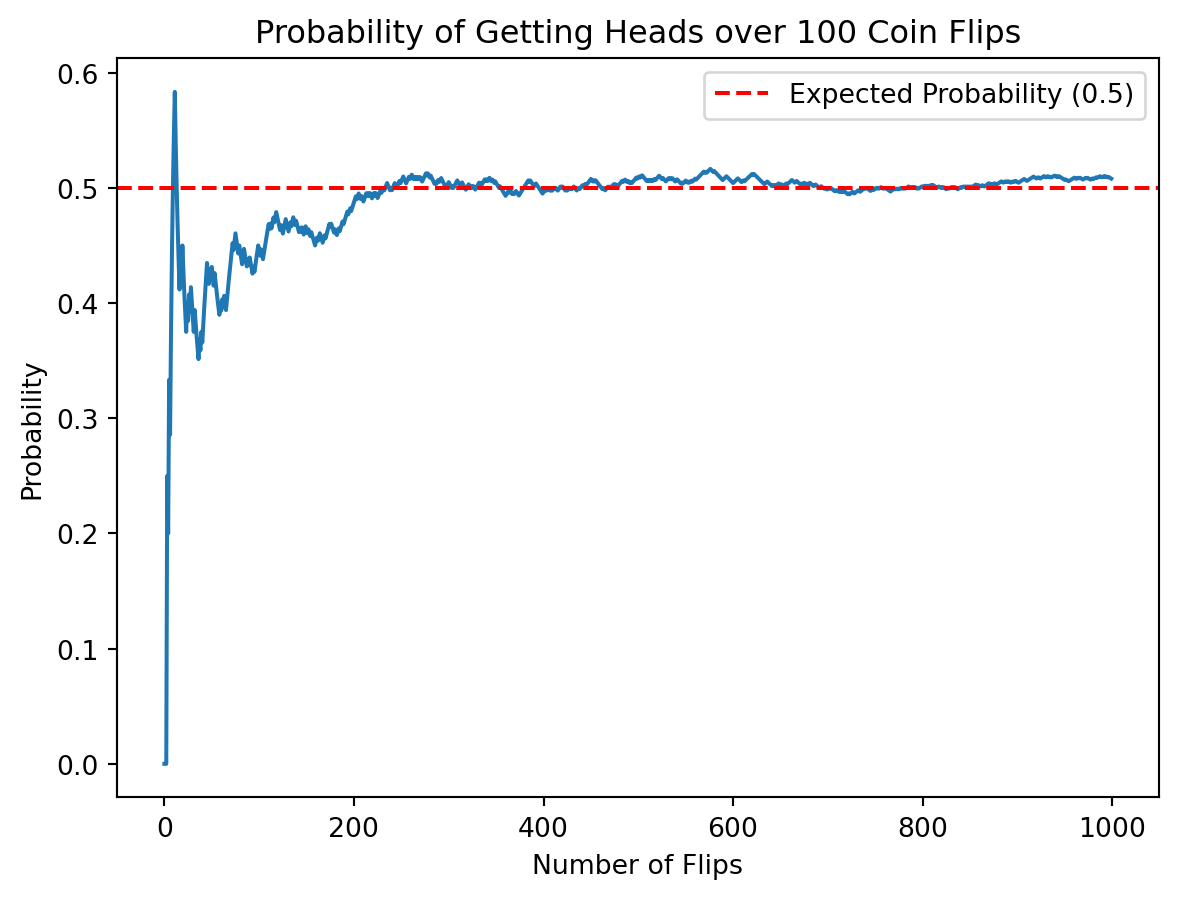 Probability of Getting Heads over 100 Coin Flips
Expected Probability (0.5)
Probability
0.6
0.5
0.4
0.3
0.2
0.1
0.0
0 200 400 600 800 1000
Number of Flips